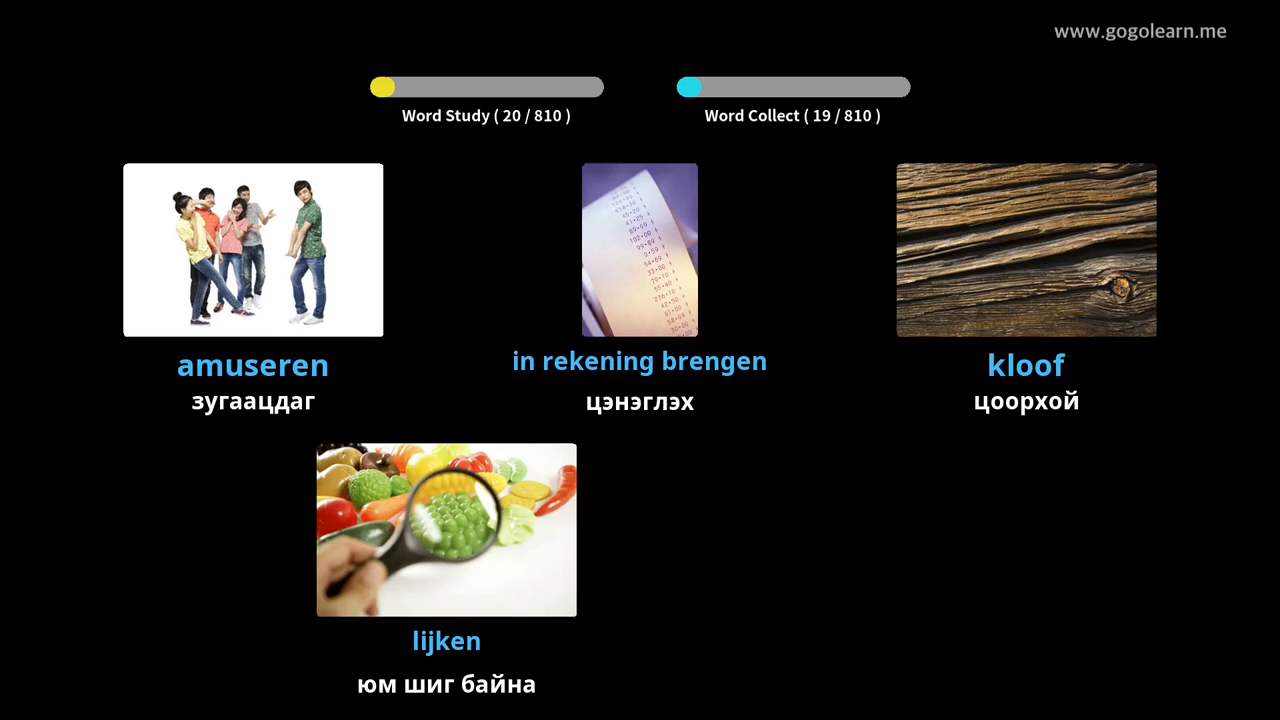 www.gogolearn.me
Word Study ( 20 / 810 )
Word Collect ( 19 / 810 )
amuseren
зугаацдаг
in rekening brengen
цэнэглэх
kloof
цоорхой
lijken
юм шиг байна